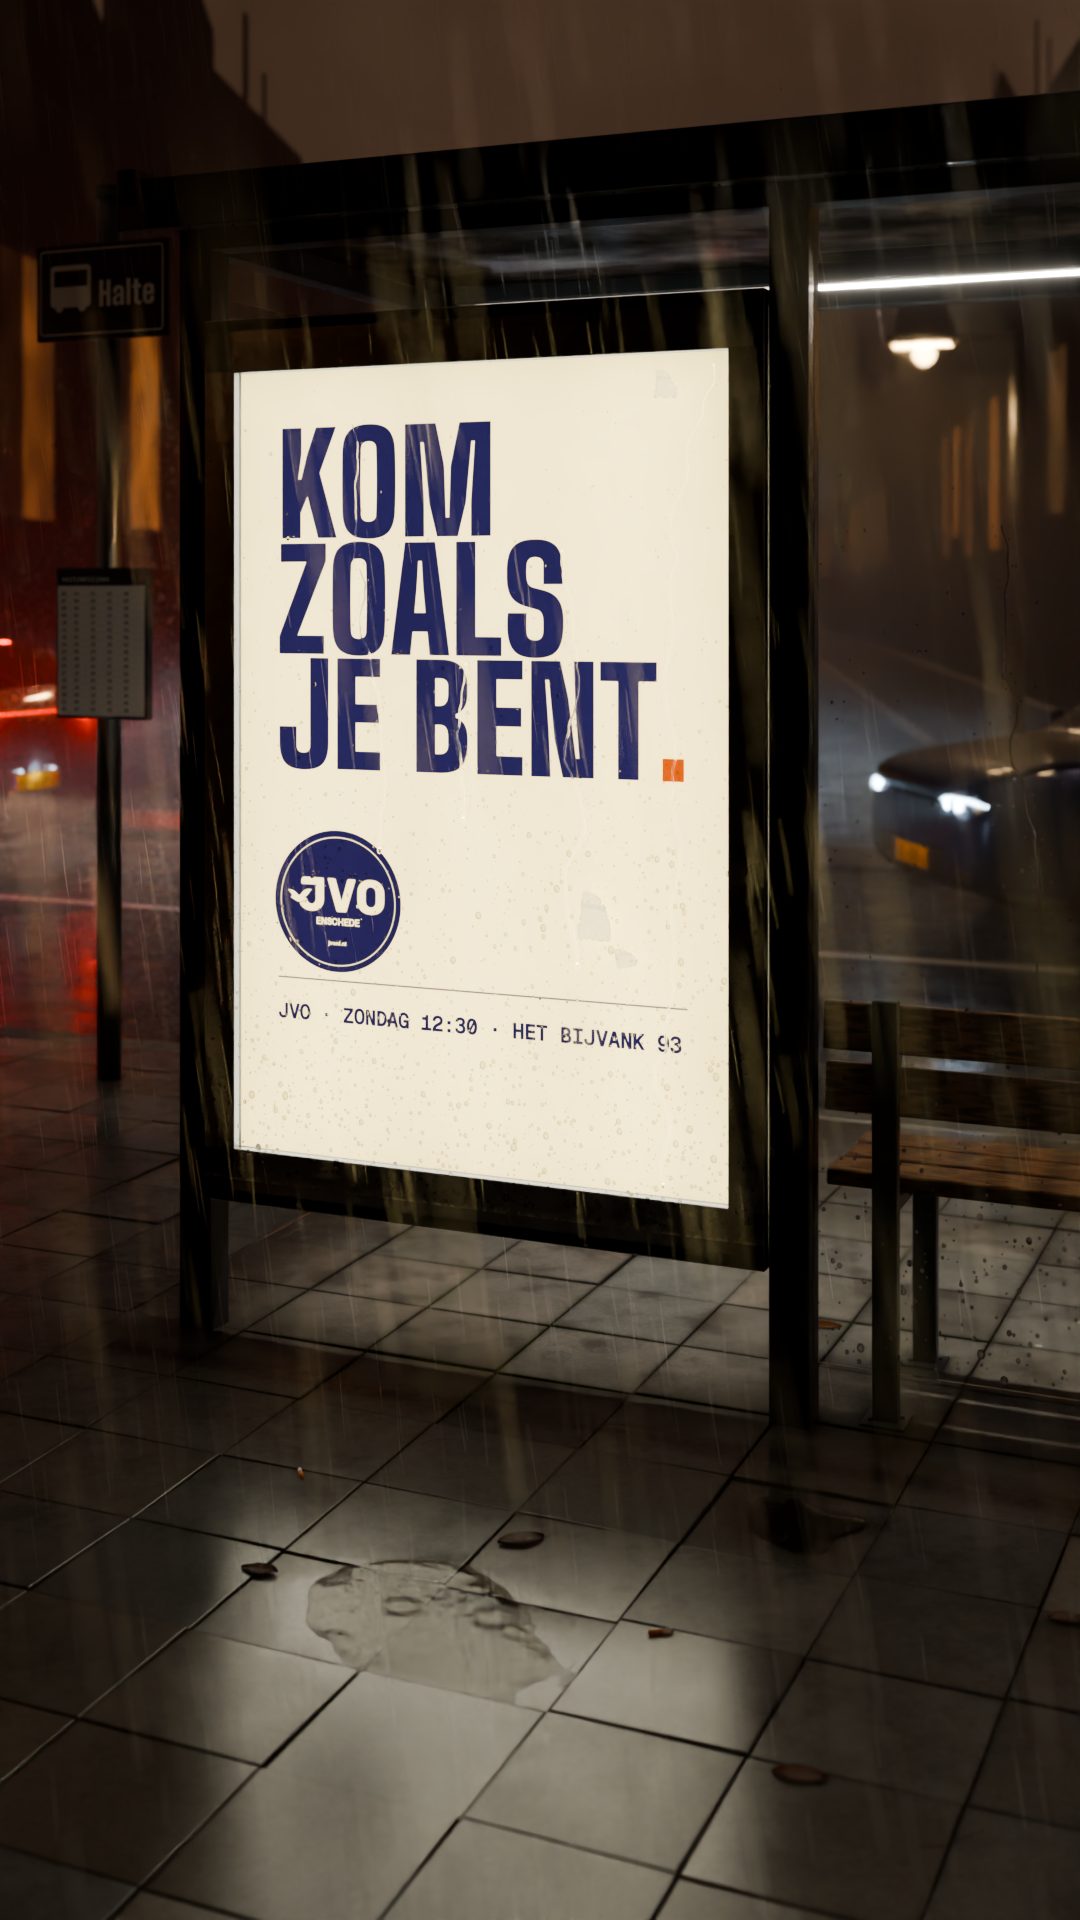 Halte
KOM
ZOALS
JE BENT.
JVO
ENSCHEDE
JVO · ZONDAG 12:30 · HET BIJVANK 93